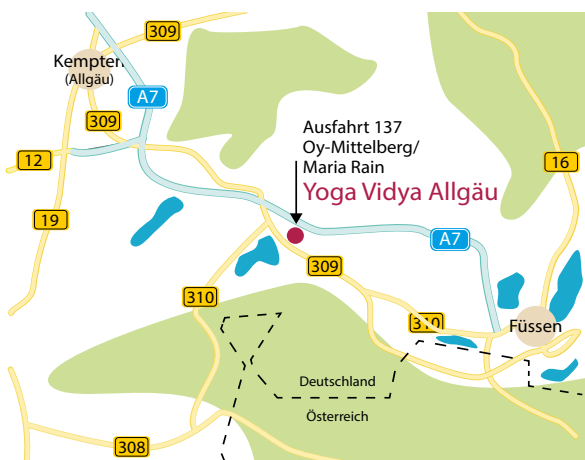 309
Kempten
(Allgäu)
A7
309
12
19
Ausfahrt 137
Oy-Mittelberg/
Maria Rain
Yoga Vidya Allgäu
16
A7
309
310
310
Füssen
Deutschland
Österreich
308